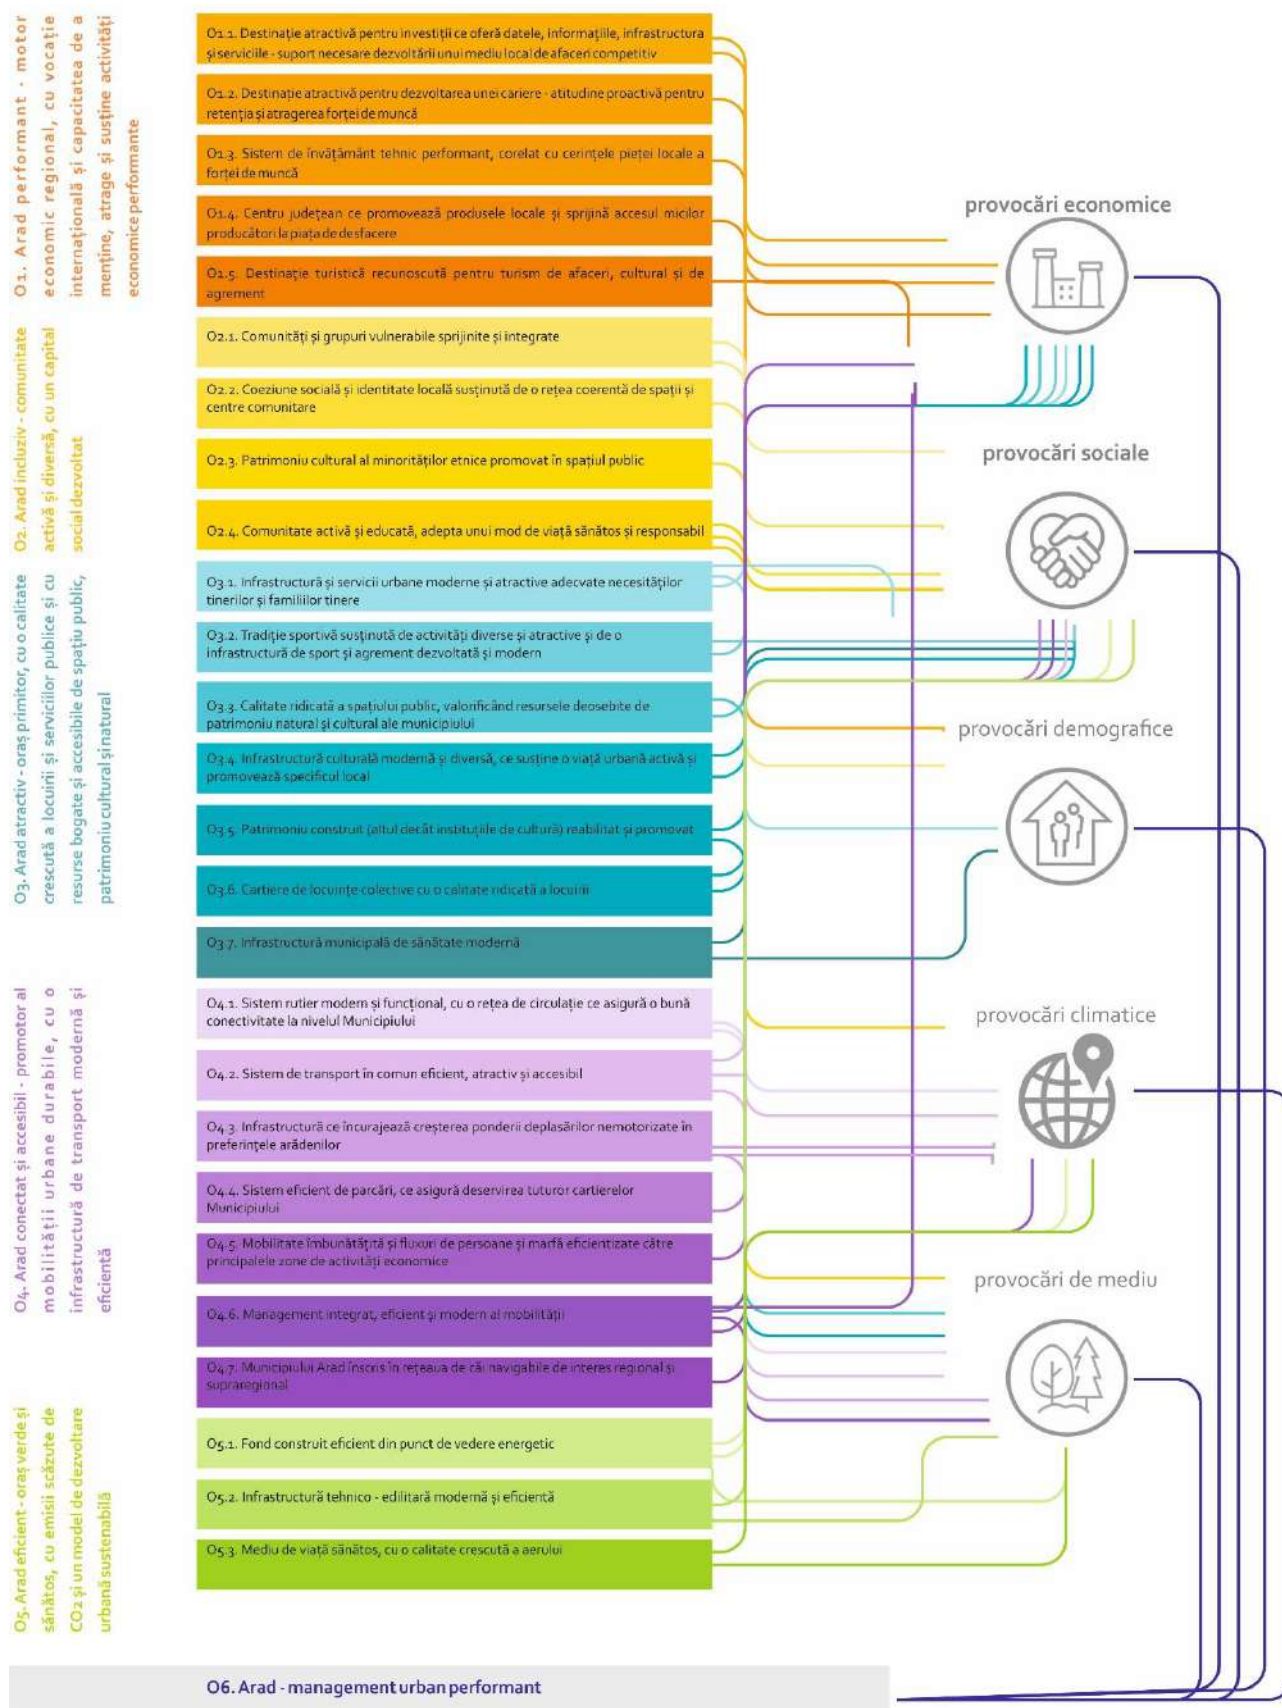 O1. Arad performant - motor
economic regional, cu vocație
internațională și capacitatea de a
menține, atrage și susține activități
economice performante
O1.1. Destinație atractivă pentru investiții ce oferă datele, informațiile, infrastructura
și serviciile - suport necesare dezvoltării unui mediu local de afaceri competitiv
O1.2. Destinație atractivă pentru dezvoltarea unei cariere - atitudine proactivă pentru
retenția și atragerea forței de muncă
O1.3. Sistem de învățământ tehnic performant, corelat cu cerințele pieței locale a
forței de muncă
O1.4. Centru județean ce promovează produsele locale și sprijină accesul micilor
producători la piața de desfacere
O1.5. Destinație turistică recunoscută pentru turism de afaceri, cultural și de
agrement
O2. Arad incluziv - comunitate
activă și diversă, cu un capital
social dezvoltat
O2.1. Comunități și grupuri vulnerabile sprijinite și integrate
O2.2. Coeziune socială și identitate locală susținută de o rețea coerentă de spații și
centre comunitare
O2.3. Patrimoniu cultural al minorităților etnice promovat în spațiul public
O2.4. Comunitate activă și educată, adepta unui mod de viață sănătos și responsabil
O3. Arad atractiv - oraș primitor, cu o calitate
crescută a locuirii și serviciilor publice și cu
resurse bogate și accesibile de spațiu public,
patrimoniu cultural și natural
O3.1. Infrastructură și servicii urbane moderne și atractive adecvate necesităților
tinerilor și familiilor tinere
O3.2. Tradiție sportivă susținută de activități diverse și atractive și de o
infrastructură de sport și agrement dezvoltată și modern
O3.3. Calitate ridicată a spațiului public, valorificând resursele deosebite de
patrimoniu natural și cultural ale municipiului
O3.4. Infrastructură culturală modernă și diversă, ce susține o viață urbană activă și
promovează specificul local
O3.5. Patrimoniu construit (altul decât instituțiile de cultură) reabilitat și promovat
O3.6. Cartiere de locuințe colective cu o calitate ridicată a locuirii
O3.7. Infrastructură municipală de sănătate modernă
O4. Arad conectat și accesibil - promotor al
mobilității urbane durabile, cu o
infrastructură de transport modernă și
eficientă
O4.1. Sistem rutier modern și funcțional, cu o rețea de circulație ce asigură o bună
conectivitate la nivelul Municipiului
O4.2. Sistem de transport în comun eficient, atractiv și accesibil
O4.3. Infrastructură ce încurajează creșterea ponderii deplasărilor nemotorizate în
preferințele arădenilor
O4.4. Sistem eficient de parcări, ce asigură deservirea tuturor cartierelor
Municipiului
O4.5. Mobilitate îmbunătățită și fluxuri de persoane și marfă eficientizate către
principalele zone de activități economice
O4.6. Management integrat, eficient și modern al mobilității
O4.7. Municipiului Arad înscris în rețeaua de căi navigabile de interes regional și
supraregional
O5. Arad eficient - oraș verde și
sănătos, cu emisii scăzute de
CO2 și un model de dezvoltare
urbană sustenabilă
O5.1. Fond construit eficient din punct de vedere energetic
O5.2. Infrastructură tehnico - edilitară modernă și eficientă
O5.3. Mediu de viață sănătos, cu o calitate crescută a aerului
O6. Arad - management urban performant
provocări economice
provocări sociale
provocări demografice
provocări climatice
provocări de mediu